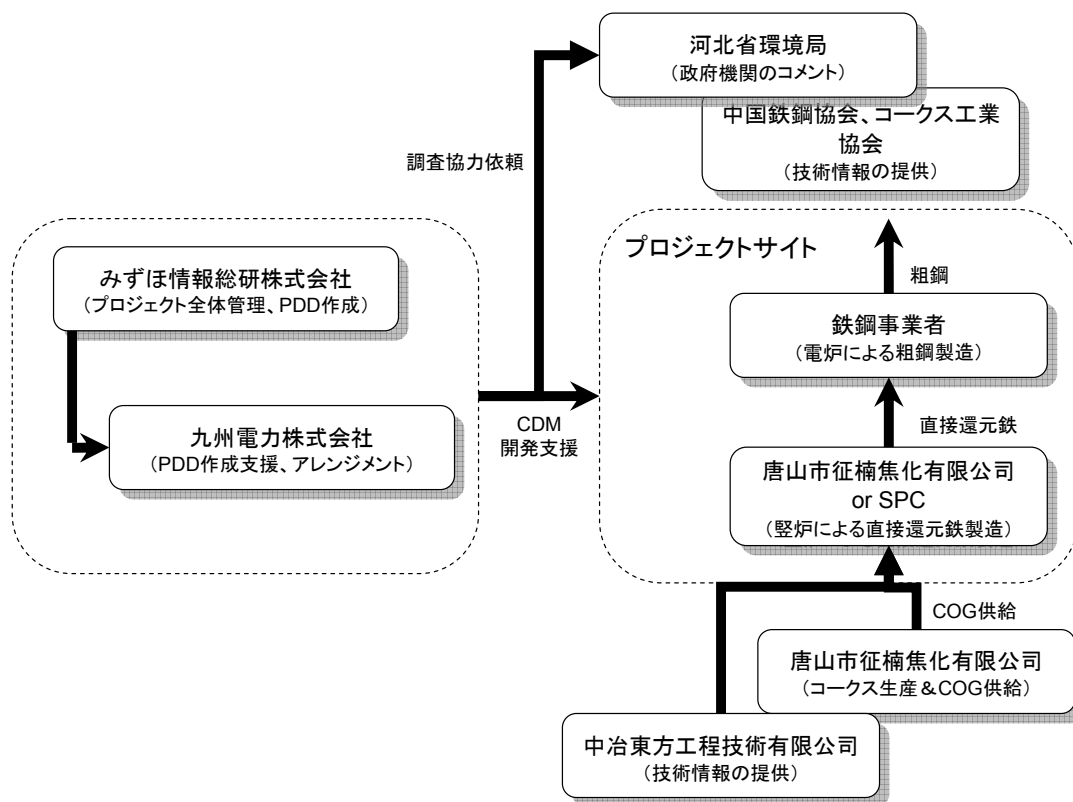 河北省環境局
（政府機関のコメント）
中国鉄鋼協会、コークス工業
協会
（技術情報の提供）
調査協力依頼
プロジェクトサイト
みずほ情報総研株式会社
（プロジェクト全体管理、PDD作成）
粗鋼
鉄鋼事業者
（電炉による粗鋼製造）
CDM
開発支援
九州電力株式会社
（PDD作成支援、アレンジメント）
直接還元鉄
唐山市征楠焦化有限公司
or SPC
（竪炉による直接還元鉄製造）
COG供給
唐山市征楠焦化有限公司
（コークス生産＆COG供給）
中冶東方工程技術有限公司
（技術情報の提供）